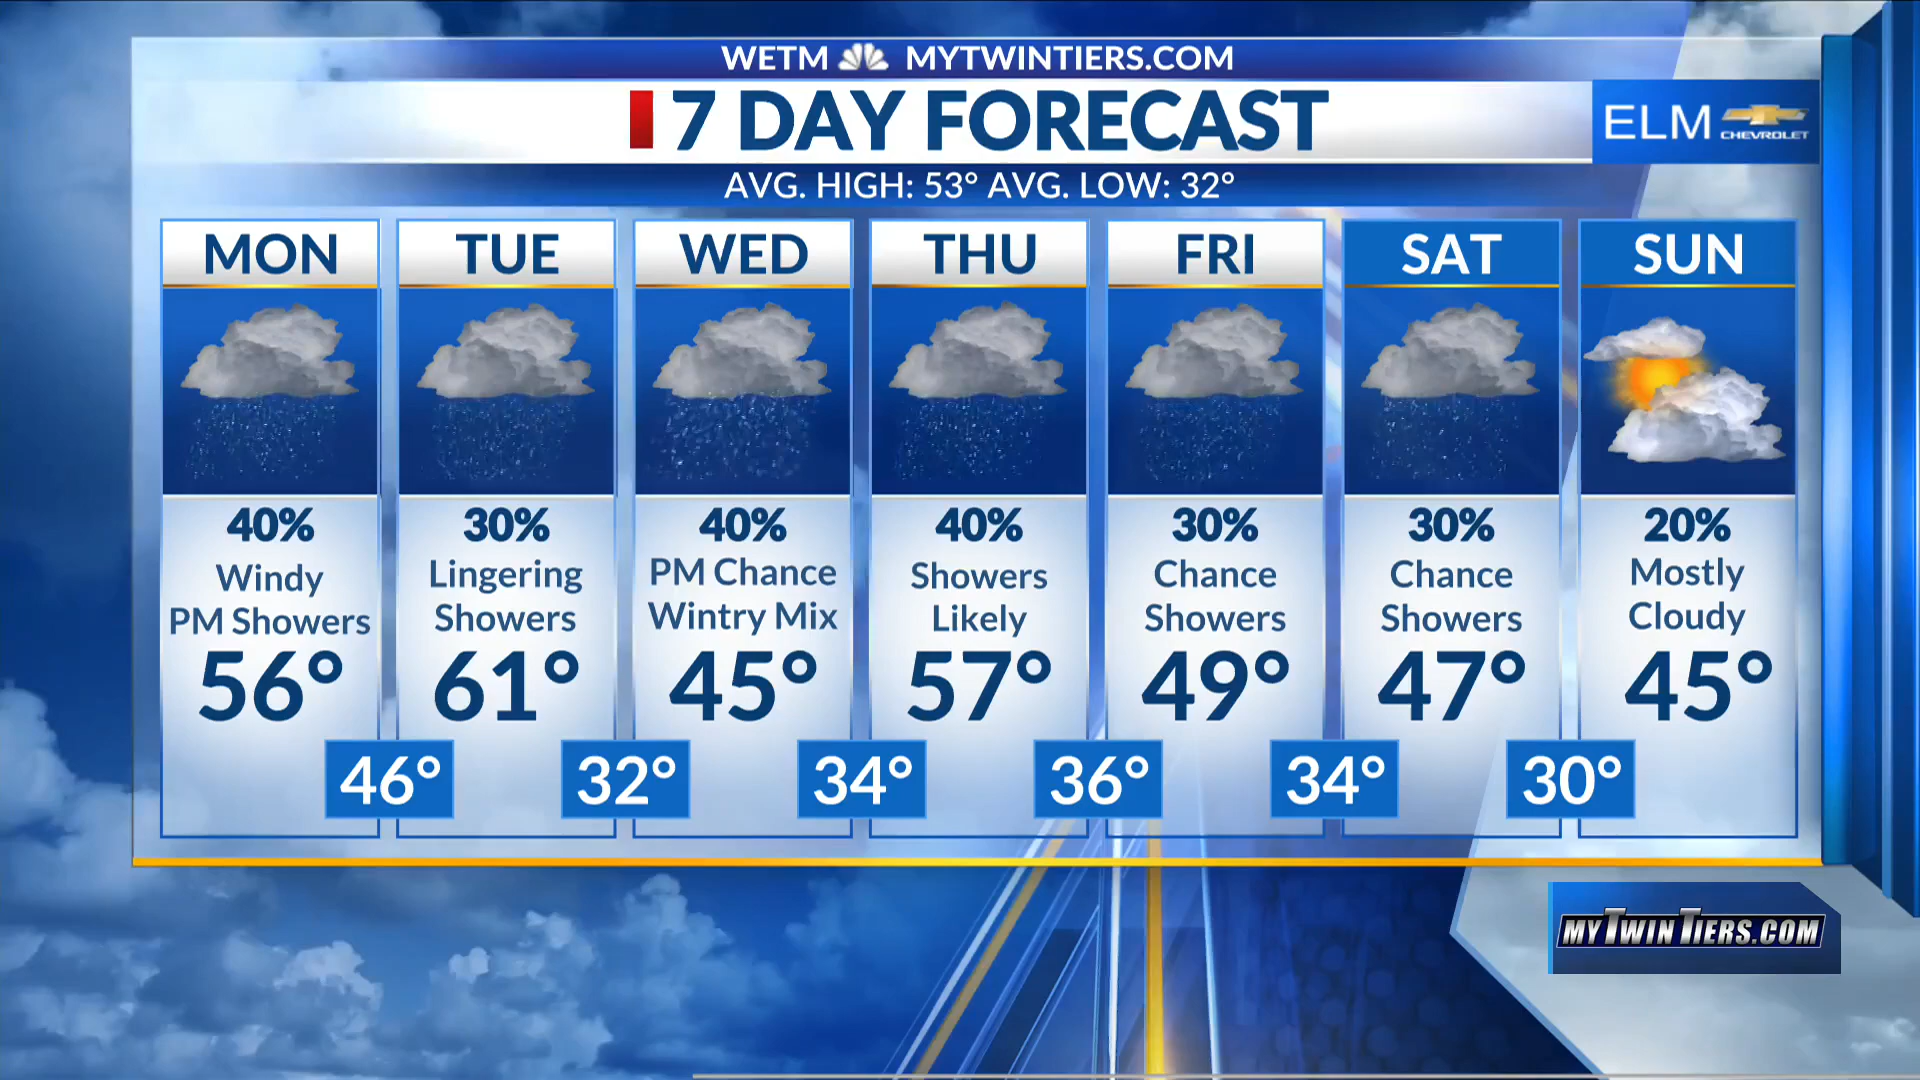 WETM MYTWINTIERS.COM
7 DAY FORECAST
ELM CHEVROLET
AVG. HIGH: 53° AVG. LOW: 32°
MON
40%
Windy
PM Showers
56°
46°
TUE
30%
Lingering
Showers
61°
32°
WED
40%
PM Chance
Wintry Mix
45°
34°
THU
40%
Showers
Likely
57°
36°
FRI
30%
Chance
Showers
49°
34°
SAT
30%
Chance
Showers
47°
30°
SUN
20%
Mostly
Cloudy
45°
MYTWINTIERS.COM